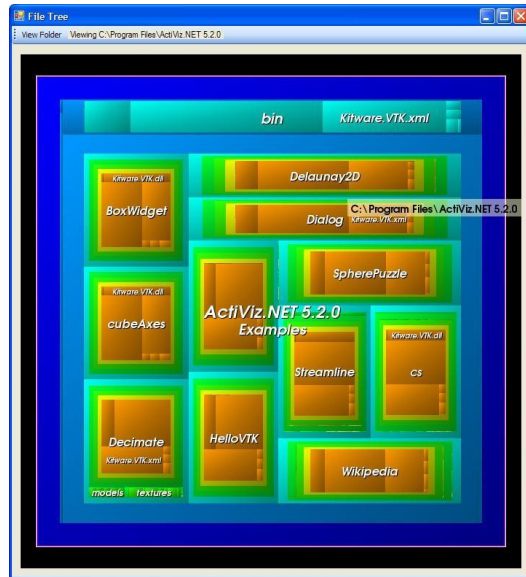 File Tree
View Folder Viewing C:\Program Files\ActiViz.NET 5.2.0
bin Kitware.VTK.xml
Kitware.VTK.dll
BoxWidget
Delaunay2D
C:\Program Files\ActiViz.NET 5.2.0
Dialog Kitware.VTK.xml
SpherePuzzle
Kitware.VTK.dll
cubeAxes
ActiViz.NET 5.2.0
Examples
Kitware.VTK.dll
Streamline
cs
Decimate
Kitware.VTK.xml
HelloVTK
Wikipedia
models textures